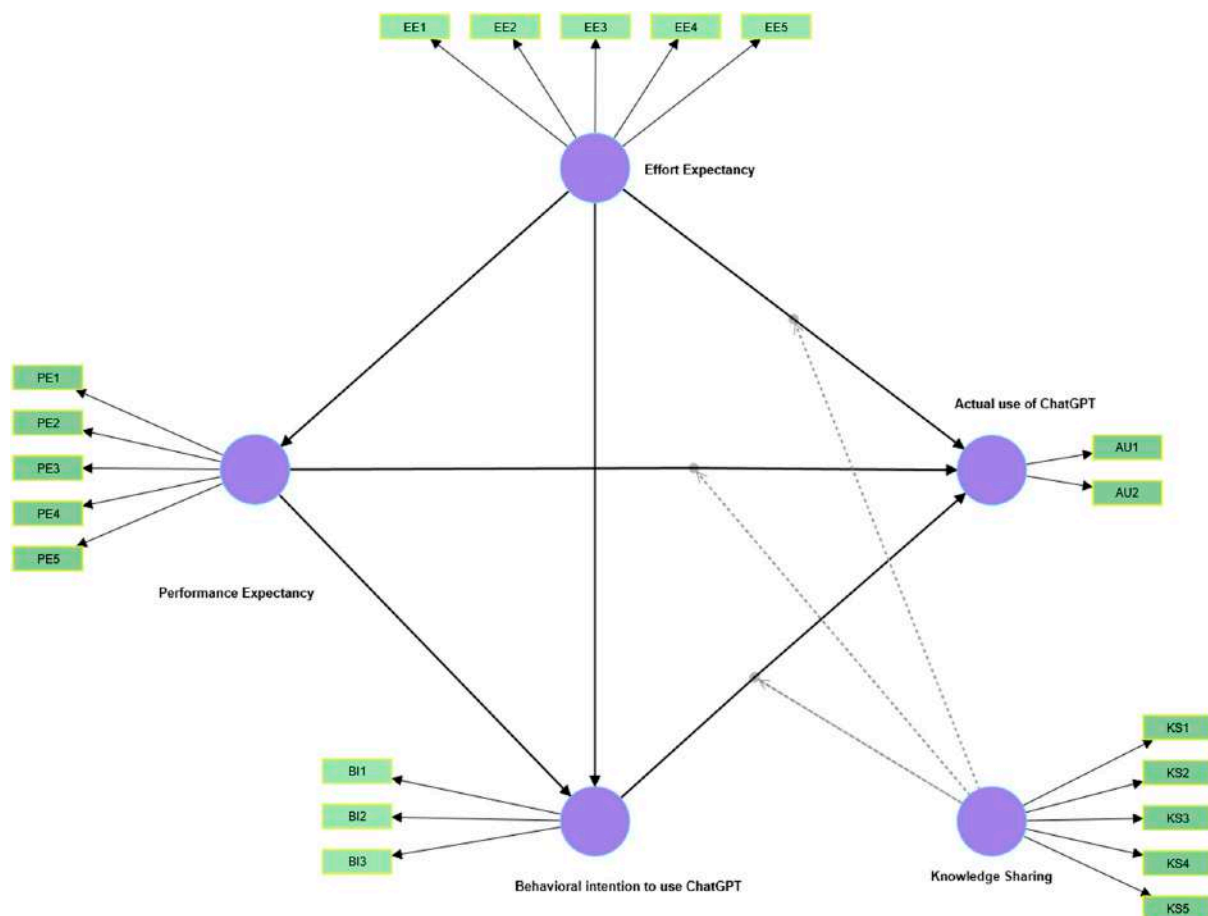 EE1
EE2
EE3
EE4
EE5
Effort Expectancy
PE1
PE2
PE3
PE4
PE5
Performance Expectancy
Actual use of ChatGPT
AU1
AU2
BI1
BI2
BI3
Behavioral intention to use ChatGPT
KS1
KS2
KS3
KS4
KS5
Knowledge Sharing